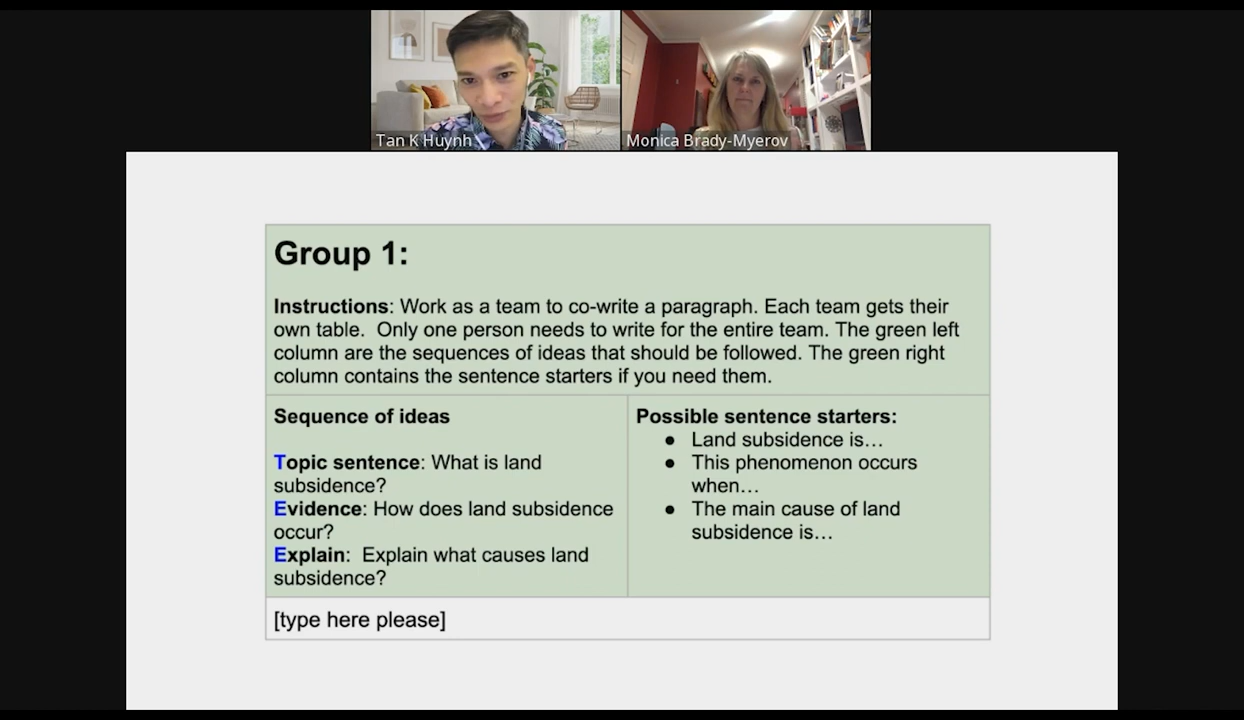 Tan K Huynh
Monica Brady-Myerov
Group 1:
Instructions: Work as a team to co-write a paragraph. Each team gets their
own table.  Only one person needs to write for the entire team. The green left
column are the sequences of ideas that should be followed. The green right
column contains the sentence starters if you need them.
Sequence of ideas
Topic sentence: What is land
subsidence?
Evidence: How does land subsidence
occur?
Explain:  Explain what causes land
subsidence?
Possible sentence starters:
● Land subsidence is…
● This phenomenon occurs
when…
● The main cause of land
subsidence is…
[type here please]